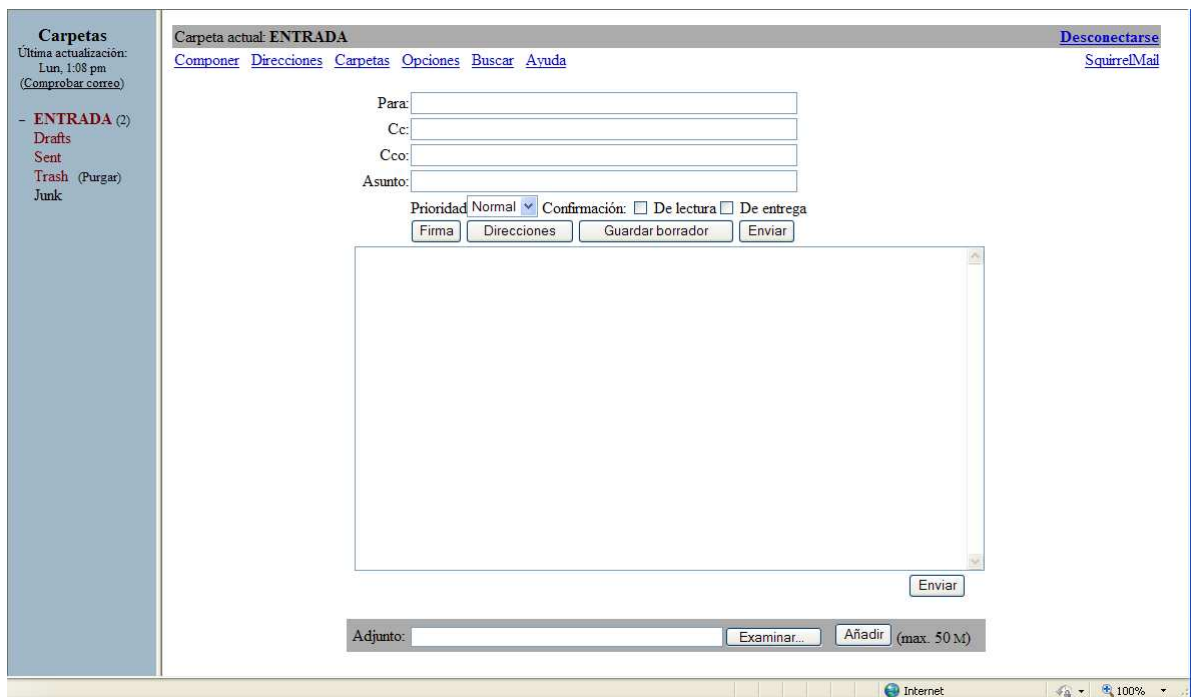 Carpetas
Última actualización:
Lun, 1:08 pm
(Comprobar correo)
– ENTRADA (2)
Drafts
Sent
Trash (Purgar)
Junk
Carpeta actual: ENTRADA Desconectarse
Componer Direcciones Carpetas Opciones Buscar Ayuda SquirrelMail
Para:
Cc:
Cco:
Asunto:
Prioridad Normal Confirmación: De lectura De entrega
Firma Direcciones Guardar borrador Enviar
Enviar
Adjunto: Examinar... Añadir (max. 50 M)
Internet 100%